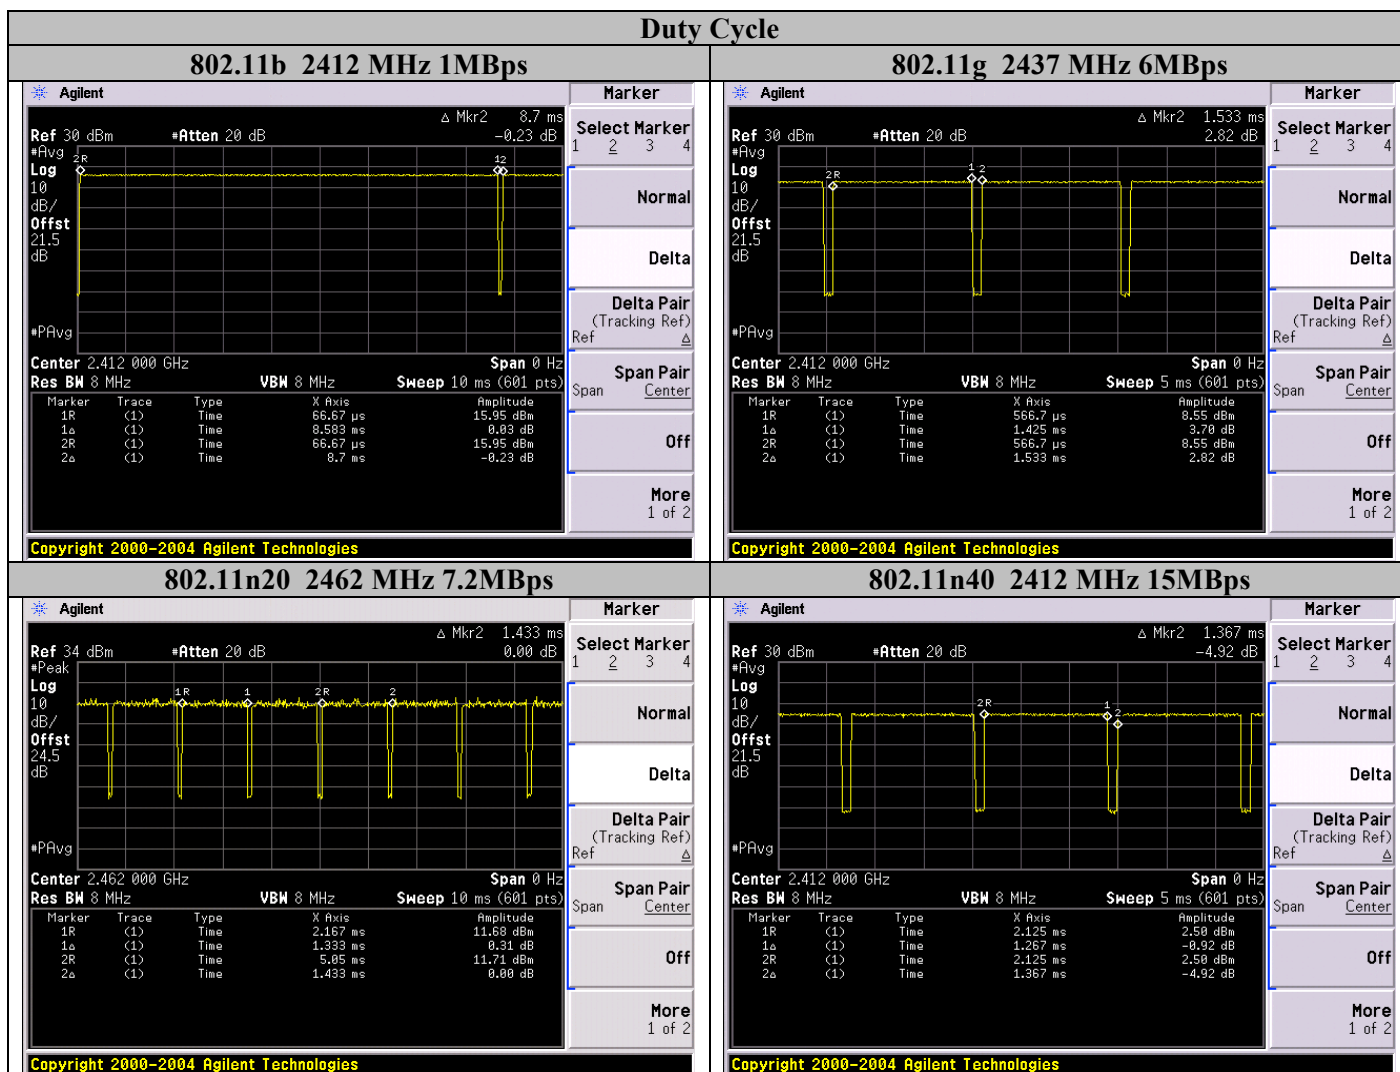 Duty Cycle
802.11b 2412 MHz 1MBps
802.11g 2437 MHz 6MBps
Agilent
Marker
Δ Mkr2 8.7 ms
Ref 30 dBm #Atten 20 dB -0.23 dB
#Avg
Log
10
dB/
Offst
21.5
dB
#PAvg
2R
12
Center 2.412 000 GHz Span 0 Hz
Res BW 8 MHz VBW 8 MHz Sweep 10 ms (601 pts)
Marker Trace Type X Axis Amplitude
1R (1) Time 66.67 µs 15.95 dBm
1Δ (1) Time 8.583 ms 0.03 dB
2R (1) Time 66.67 µs 15.95 dBm
2Δ (1) Time 8.7 ms -0.23 dB
Select Marker
1 2 3 4
Normal
Delta
Delta Pair
(Tracking Ref)
Ref Δ
Span Pair
Span Center
Off
More
1 of 2
Copyright 2000-2004 Agilent Technologies
Agilent
Marker
Δ Mkr2 1.533 ms
Ref 30 dBm #Atten 20 dB 2.82 dB
#Avg
Log
10
dB/
Offst
21.5
dB
#PAvg
2R
1 2
Center 2.412 000 GHz Span 0 Hz
Res BW 8 MHz VBW 8 MHz Sweep 5 ms (601 pts)
Marker Trace Type X Axis Amplitude
1R (1) Time 566.7 µs 8.55 dBm
1Δ (1) Time 1.425 ms 3.70 dB
2R (1) Time 566.7 µs 8.55 dBm
2Δ (1) Time 1.533 ms 2.82 dB
Select Marker
1 2 3 4
Normal
Delta
Delta Pair
(Tracking Ref)
Ref Δ
Span Pair
Span Center
Off
More
1 of 2
Copyright 2000-2004 Agilent Technologies
802.11n20 2462 MHz 7.2MBps
802.11n40 2412 MHz 15MBps
Agilent
Marker
Δ Mkr2 1.433 ms
Ref 34 dBm #Atten 20 dB 0.00 dB
#Peak
Log
10
dB/
Offst
24.5
dB
#PAvg
1R 1 2R 2
Center 2.462 000 GHz Span 0 Hz
Res BW 8 MHz VBW 8 MHz Sweep 10 ms (601 pts)
Marker Trace Type X Axis Amplitude
1R (1) Time 2.167 ms 11.68 dBm
1Δ (1) Time 1.333 ms 0.31 dB
2R (1) Time 5.05 ms 11.71 dBm
2Δ (1) Time 1.433 ms 0.00 dB
Select Marker
1 2 3 4
Normal
Delta
Delta Pair
(Tracking Ref)
Ref Δ
Span Pair
Span Center
Off
More
1 of 2
Copyright 2000-2004 Agilent Technologies
Agilent
Marker
Δ Mkr2 1.367 ms
Ref 30 dBm #Atten 20 dB -4.92 dB
#Avg
Log
10
dB/
Offst
21.5
dB
#PAvg
2R
1
2
Center 2.412 000 GHz Span 0 Hz
Res BW 8 MHz VBW 8 MHz Sweep 5 ms (601 pts)
Marker Trace Type X Axis Amplitude
1R (1) Time 2.125 ms 2.50 dBm
1Δ (1) Time 1.267 ms -0.92 dB
2R (1) Time 2.125 ms 2.50 dBm
2Δ (1) Time 1.367 ms -4.92 dB
Select Marker
1 2 3 4
Normal
Delta
Delta Pair
(Tracking Ref)
Ref Δ
Span Pair
Span Center
Off
More
1 of 2
Copyright 2000-2004 Agilent Technologies